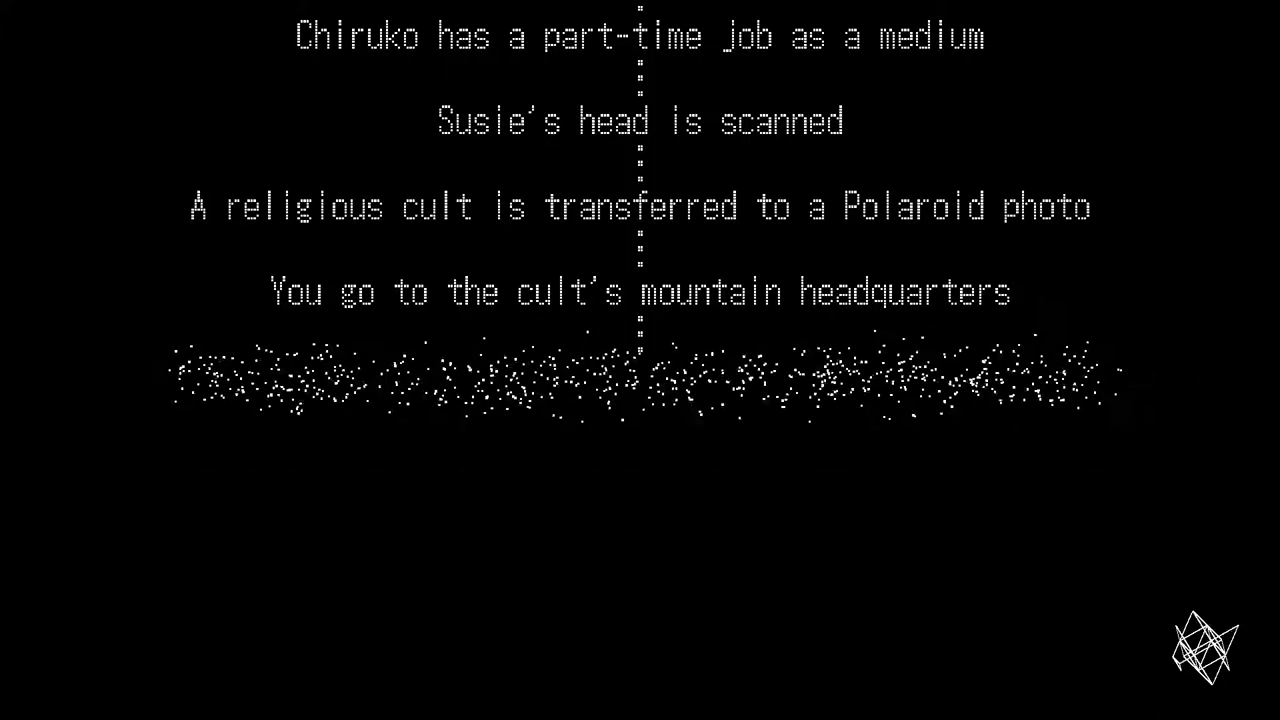 Chiruko has a part-time job as a medium
Susie's head is scanned
A religious cult is transferred to a Polaroid photo
You go to the cult's mountain headquarters